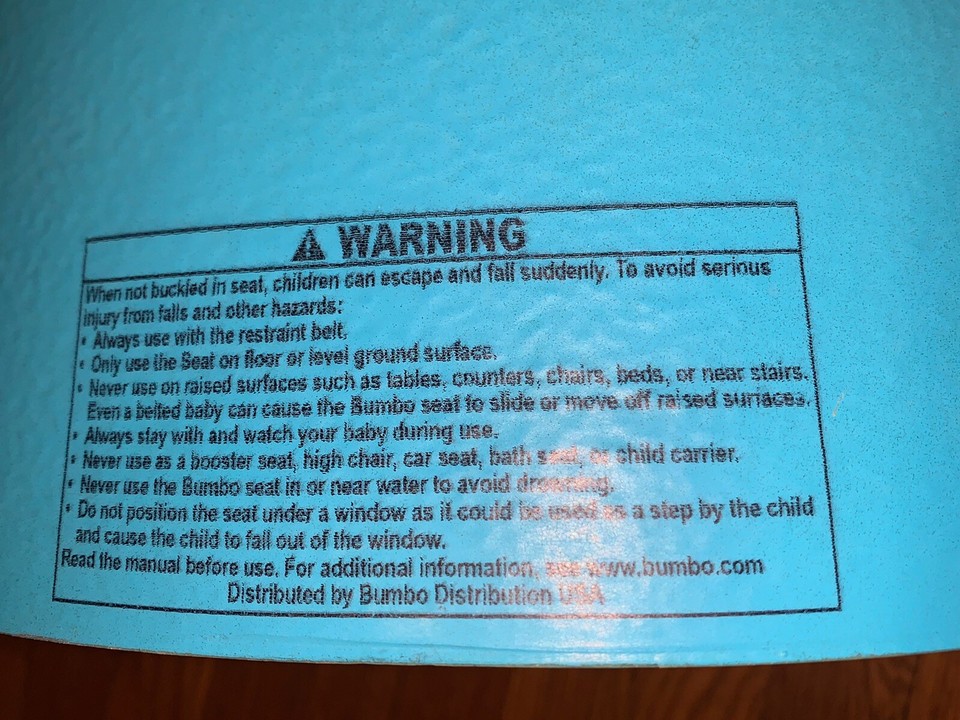 ⚠ WARNING
When not buckled in seat, children can escape and fall suddenly. To avoid serious
injury from falls and other hazards:
• Always use with the restraint belt.
• Only use the Seat on floor or level ground surface.
• Never use on raised surfaces such as tables, counters, chairs, beds, or near stairs.
Even a belted baby can cause the Bumbo seat to slide or move off raised surfaces.
• Always stay with and watch your baby during use.
• Never use as a booster seat, high chair, car seat, bath seat, or child carrier.
• Never use the Bumbo seat in or near water to avoid drowning.
• Do not position the seat under a window as it could be used as a step by the child
and cause the child to fall out of the window.
Read the manual before use. For additional information, see www.bumbo.com
Distributed by Bumbo Distribution USA